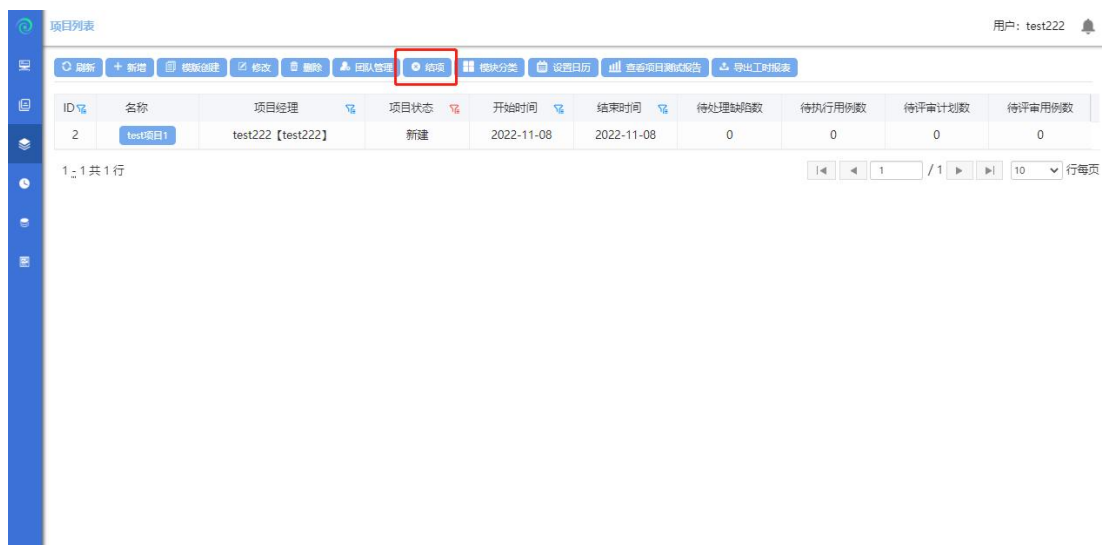 项目列表 用户：test222
刷新 新增 模版创建 修改 删除 团队管理 结项 模块分类 设置日历 查看项目测试报告 导出工时报表
ID 名称 项目经理 项目状态 开始时间 结束时间 待处理缺陷数 待执行用例数 待评审计划数 待评审用例数
2 test项目1 test222【test222】 新建 2022-11-08 2022-11-08 0 0 0 0
1 - 1 共 1 行 1 / 1 10 行每页